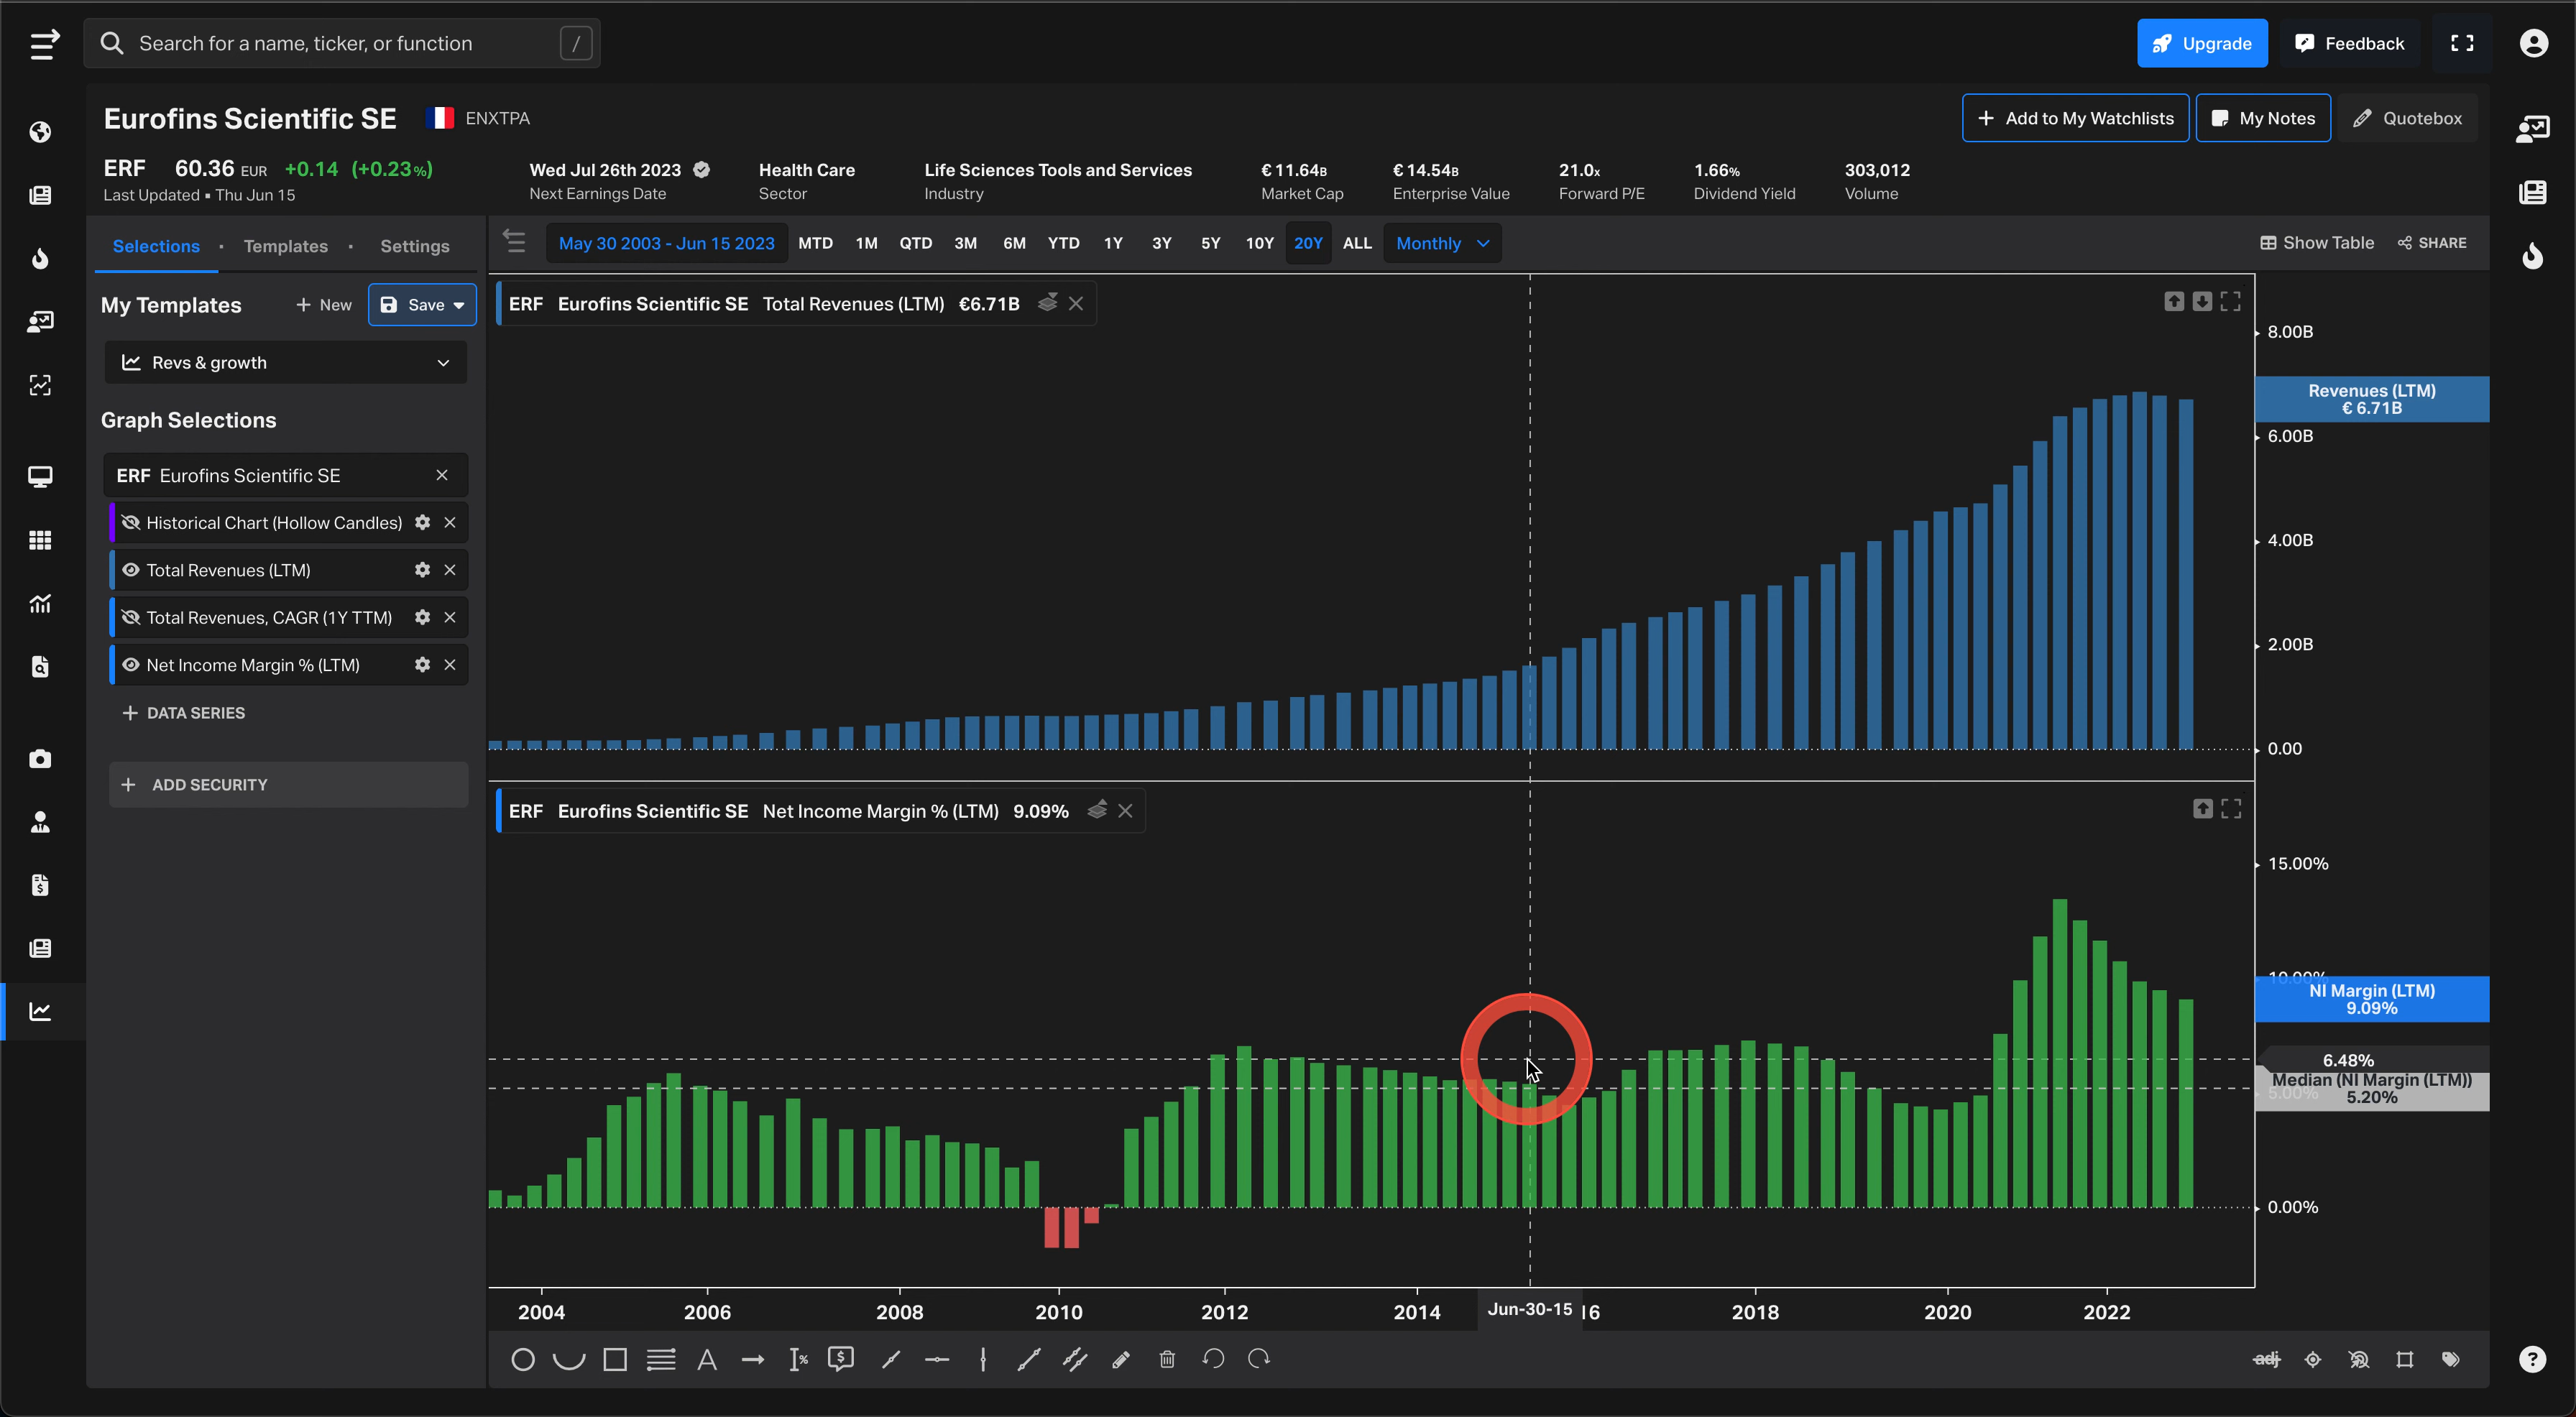 Search for a name, ticker, or function /
Upgrade
Feedback
Eurofins Scientific SE ENXTPA
Add to My Watchlists
My Notes
Quotebox
ERF 60.36 EUR +0.14 (+0.23%)
Last Updated ▪ Thu Jun 15
Wed Jul 26th 2023
Next Earnings Date
Health Care
Sector
Life Sciences Tools and Services
Industry
€ 11.64B
Market Cap
€ 14.54B
Enterprise Value
21.0x
Forward P/E
1.66%
Dividend Yield
303,012
Volume
Selections · Templates · Settings
May 30 2003 - Jun 15 2023 MTD 1M QTD 3M 6M YTD 1Y 3Y 5Y 10Y 20Y ALL Monthly
Show Table
SHARE
My Templates
+ New
Save
Revs & growth
Graph Selections
ERF Eurofins Scientific SE
Historical Chart (Hollow Candles)
Total Revenues (LTM)
Total Revenues, CAGR (1Y TTM)
Net Income Margin % (LTM)
+ DATA SERIES
+ ADD SECURITY
ERF Eurofins Scientific SE Total Revenues (LTM) €6.71B
8.00B
Revenues (LTM)
€ 6.71B
6.00B
4.00B
2.00B
0.00
ERF Eurofins Scientific SE Net Income Margin % (LTM) 9.09%
15.00%
10.00%
NI Margin (LTM)
9.09%
6.48%
Median (NI Margin (LTM))
5.00%
5.20%
0.00%
2004 2006 2008 2010 2012 2014 Jun-30-15 16 2018 2020 2022
A
%
$
adj
?